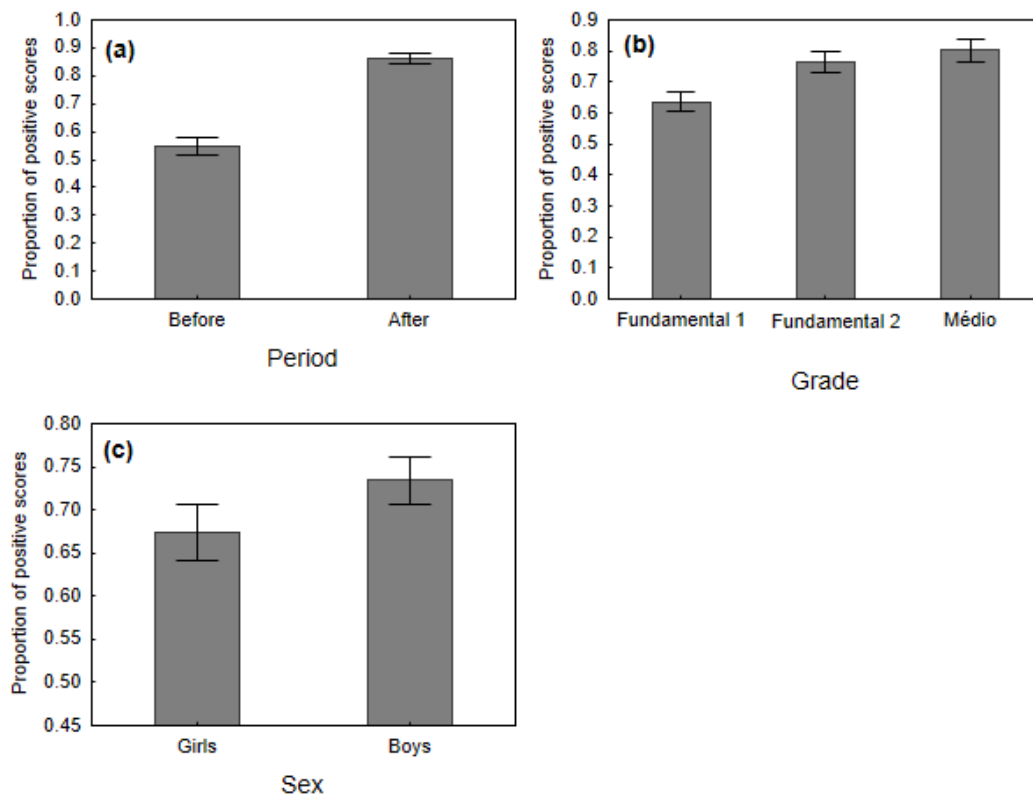 (a)
Proportion of positive scores
1.0
0.9
0.8
0.7
0.6
0.5
0.4
0.3
0.2
0.1
0.0
Before After
Period
(b)
Proportion of positive scores
0.9
0.8
0.7
0.6
0.5
0.4
0.3
0.2
0.1
0.0
Fundamental 1 Fundamental 2 Médio
Grade
(c)
Proportion of positive scores
0.80
0.75
0.70
0.65
0.60
0.55
0.50
0.45
Girls Boys
Sex